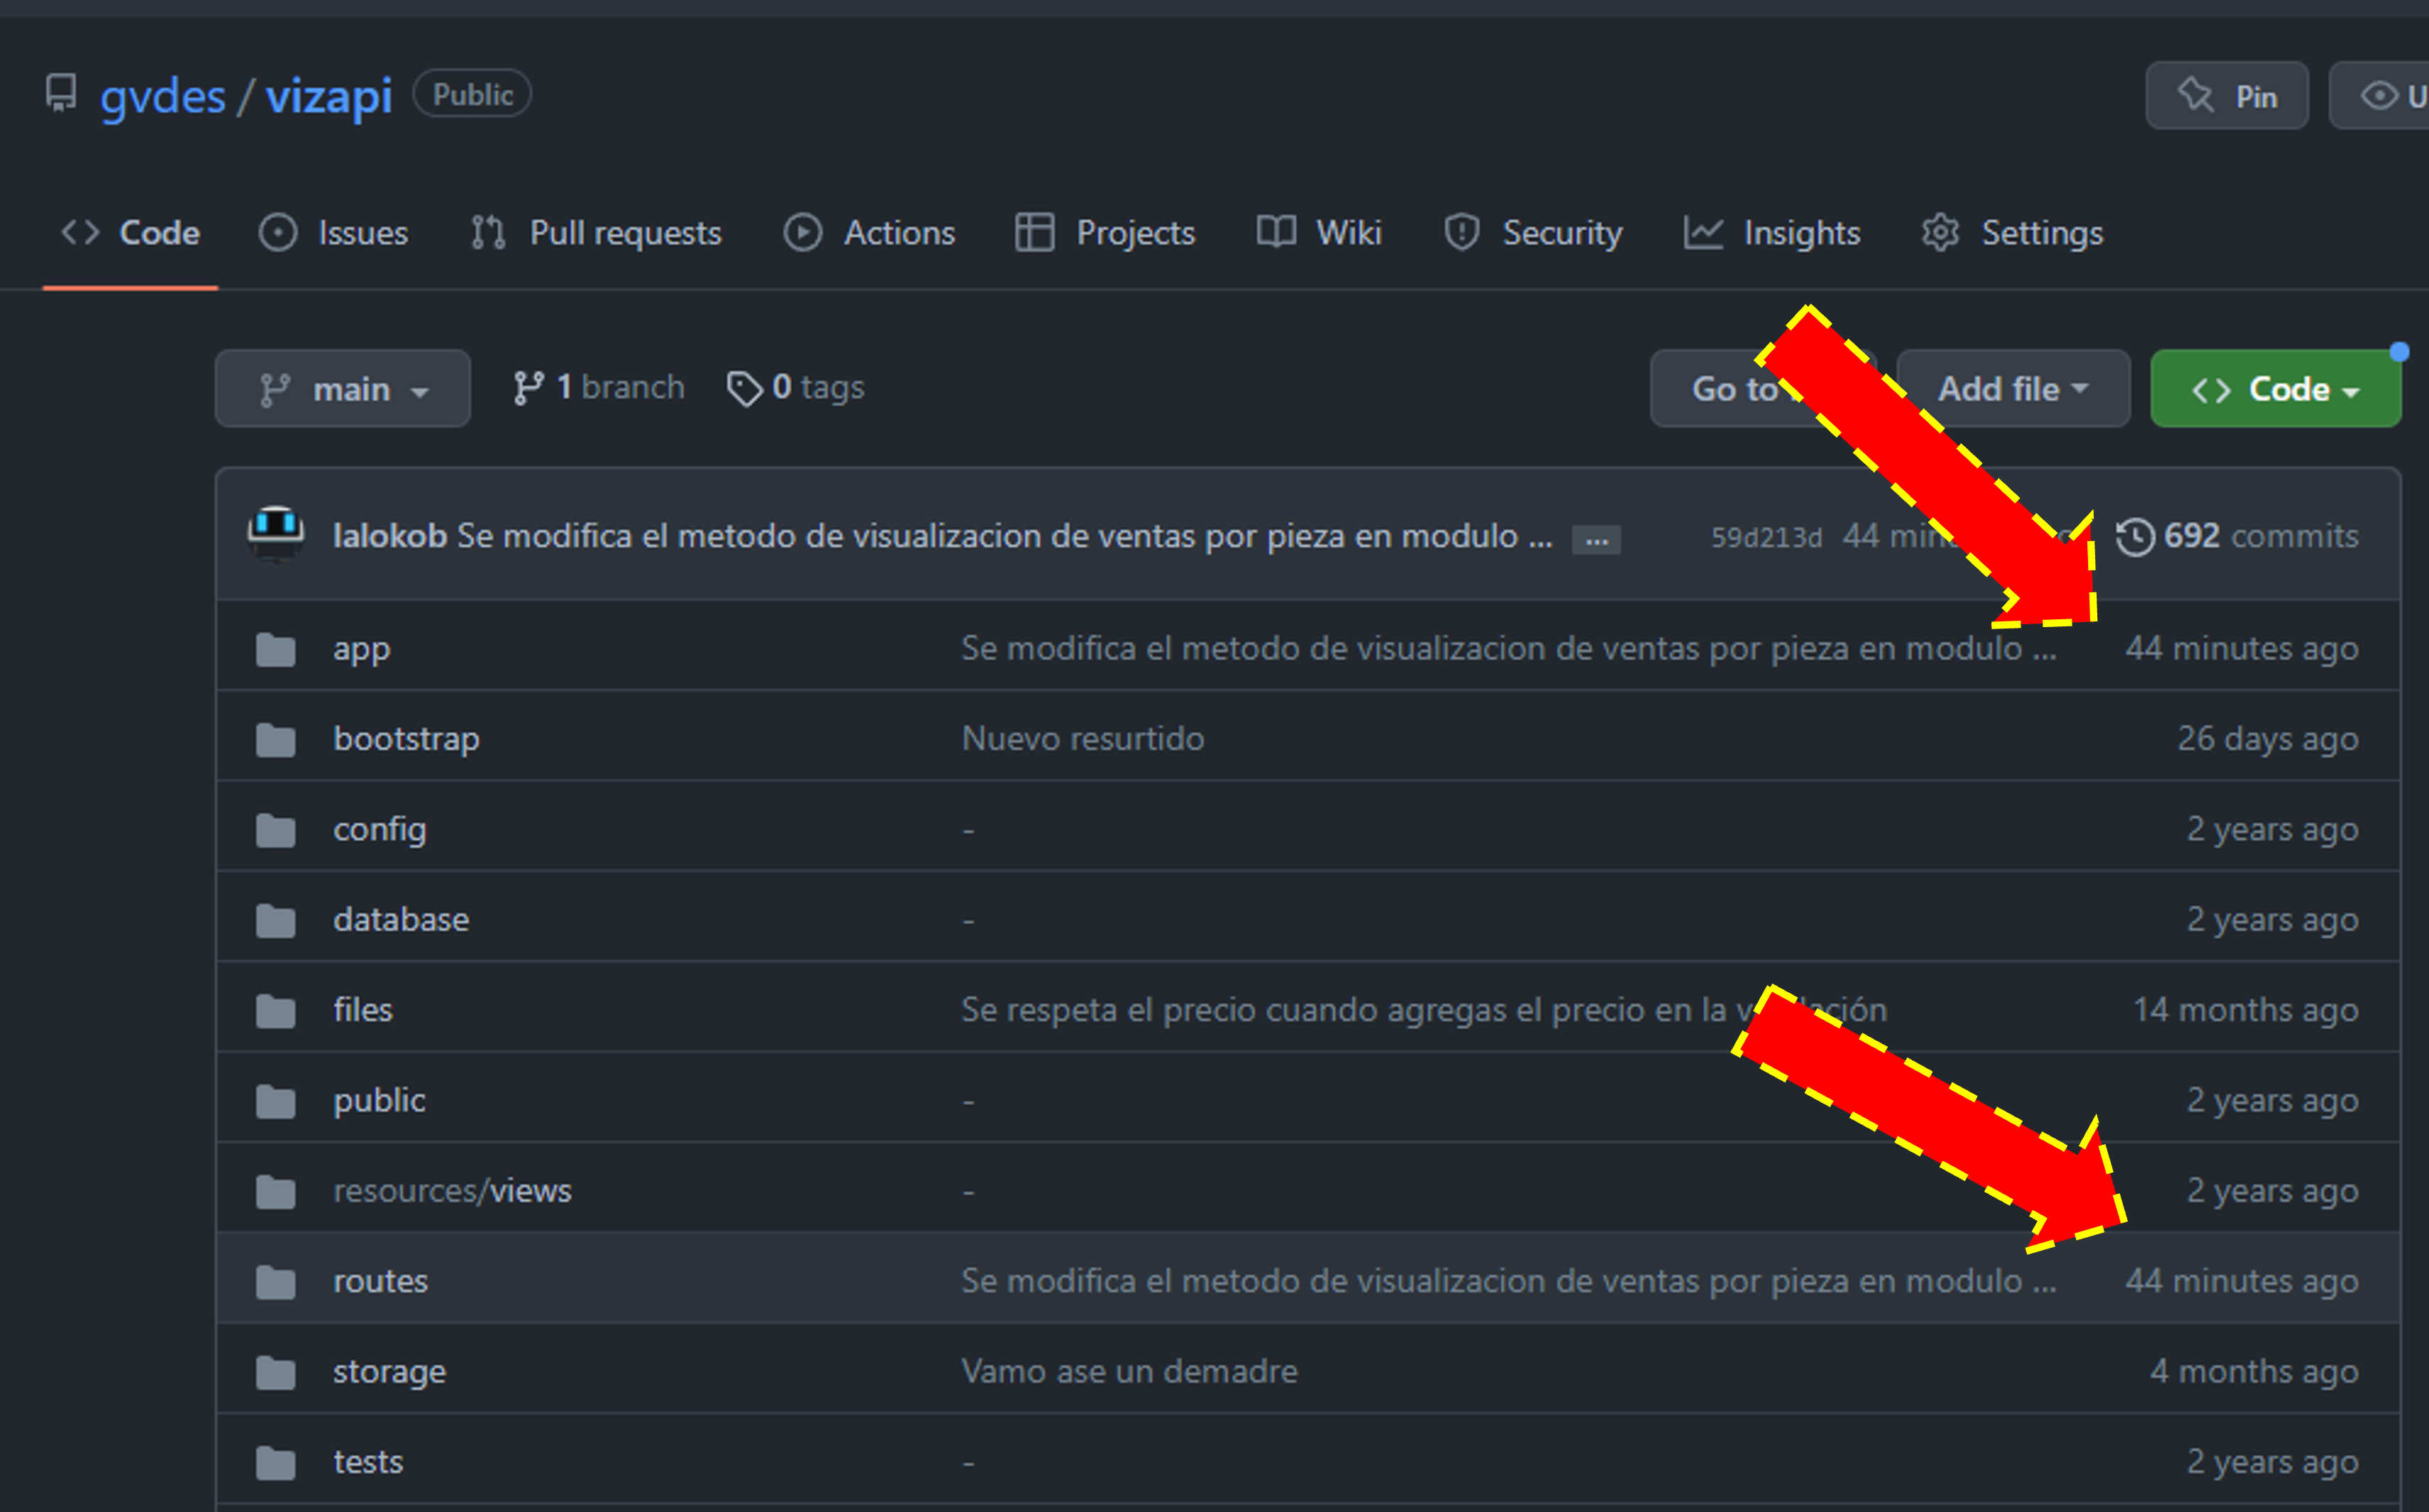 gvdes / vizapi Public Pin
Code Issues Pull requests Actions Projects Wiki Security Insights Settings
main 1 branch 0 tags Go to Add file Code
lalokob Se modifica el metodo de visualizacion de ventas por pieza en modulo ... ... 59d213d 44 692 commits
app Se modifica el metodo de visualizacion de ventas por pieza en modulo ... 44 minutes ago
bootstrap Nuevo resurtido 26 days ago
config - 2 years ago
database - 2 years ago
files Se respeta el precio cuando agregas el precio en la 14 months ago
public - 2 years ago
resources/views - 2 years ago
routes Se modifica el metodo de visualizacion de ventas por pieza en modulo ... 44 minutes ago
storage Vamo ase un demadre 4 months ago
tests - 2 years ago